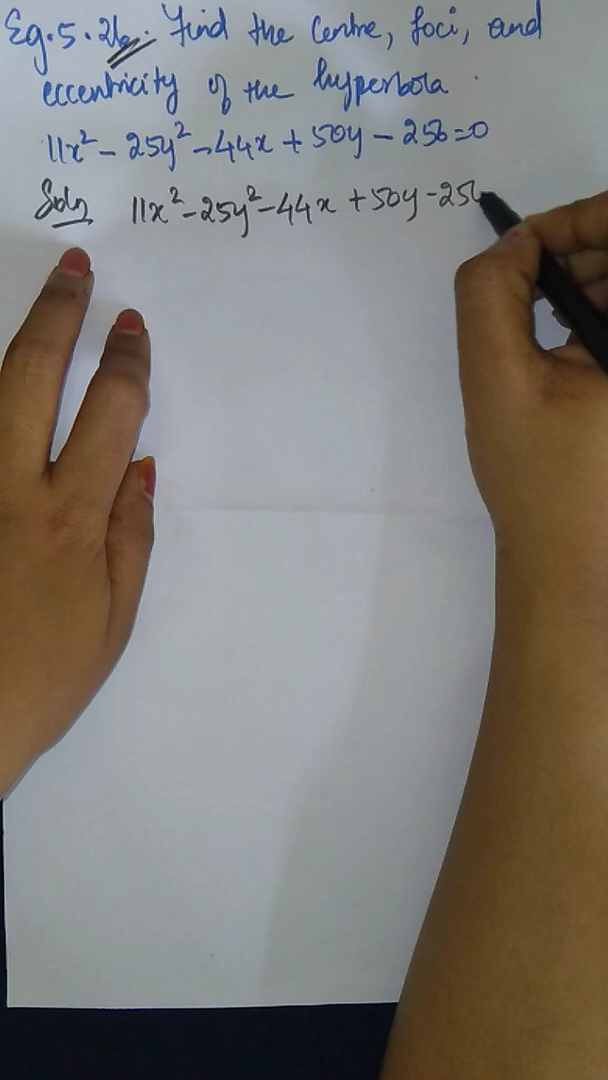 Eg. 5.26. Find the Centre, foci, and
eccentricity of the hyperbola.
11x² - 25y² - 44x + 50y - 256 = 0
Soln 11x² - 25y² - 44x + 50y - 256